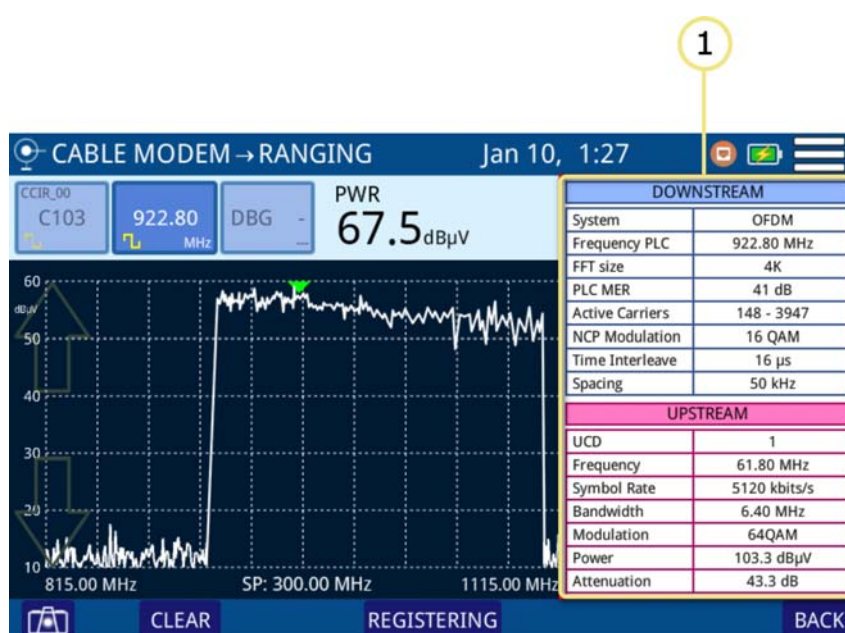 1
CABLE MODEM → RANGING Jan 10, 1:27
CCIR_00
C103
922.80
MHz
DBG -
PWR
67.5 dBµV
60
dBuV
50
40
30
20
10
815.00 MHz SP: 300.00 MHz 1115.00 MHz
DOWNSTREAM
System OFDM
Frequency PLC 922.80 MHz
FFT size 4K
PLC MER 41 dB
Active Carriers 148 - 3947
NCP Modulation 16 QAM
Time Interleave 16 µs
Spacing 50 kHz
UPSTREAM
UCD 1
Frequency 61.80 MHz
Symbol Rate 5120 kbits/s
Bandwidth 6.40 MHz
Modulation 64QAM
Power 103.3 dBµV
Attenuation 43.3 dB
CLEAR REGISTERING BACK